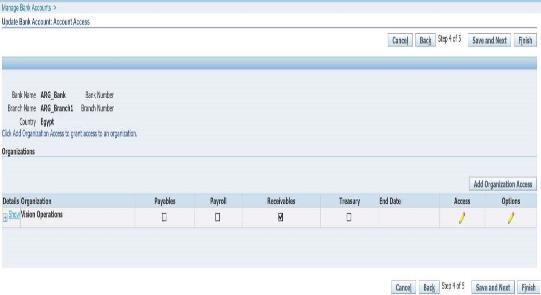 Manage Bank Accounts >
Update Bank Account: Account Access
Cancel Back Step 4 of 5 Save and Next Finish
Bank Name ARG_Bank Bank Number
Branch Name ARG_Branch1 Branch Number
Country Egypt
Click Add Organization Access to grant access to an organization.
Organizations
Add Organization Access
Details Organization Payables Payroll Receivables Treasury End Date Access Options
Show Vision Operations
Cancel Back Step 4 of 5 Save and Next Finish